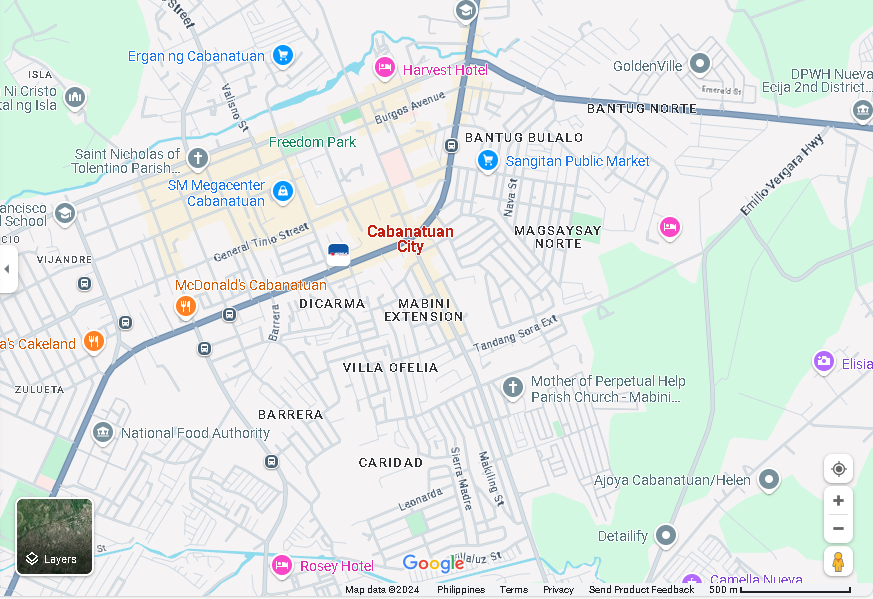 Street
Ergan ng Cabanatuan
Harvest Hotel
GoldenVille
ISLA
Ni Cristo
tal ng Isla
DPWH Nueva
Ecija 2nd District...
Emerald St
Valisno St
Burgos Avenue
BANTUG NORTE
Freedom Park
BANTUG BULALO
Saint Nicholas of
Tolentino Parish...
Sangitan Public Market
Emilio Vergara Hwy
SM Megacenter
Cabanatuan
Nava St
ancisco
l School
CIO
General Tinio Street
Cabanatuan
City
MAGSAYSAY
NORTE
VIJANDRE
McDonald's Cabanatuan
DICARMA
MABINI
EXTENSION
Barrera
Tandang Sora Ext
a's Cakeland
VILLA OFELIA
Elisia
ZULUETA
Mother of Perpetual Help
Parish Church - Mabini...
BARRERA
National Food Authority
CARIDAD
Sierra Madre
Makiling St
Ajoya Cabanatuan/Helen
Leonarda
Detailify
Layers
St
Rosey Hotel
Google
illaluz St
Camella Nueva
Map data ©2024
Philippines
Terms
Privacy
Send Product Feedback
500 m